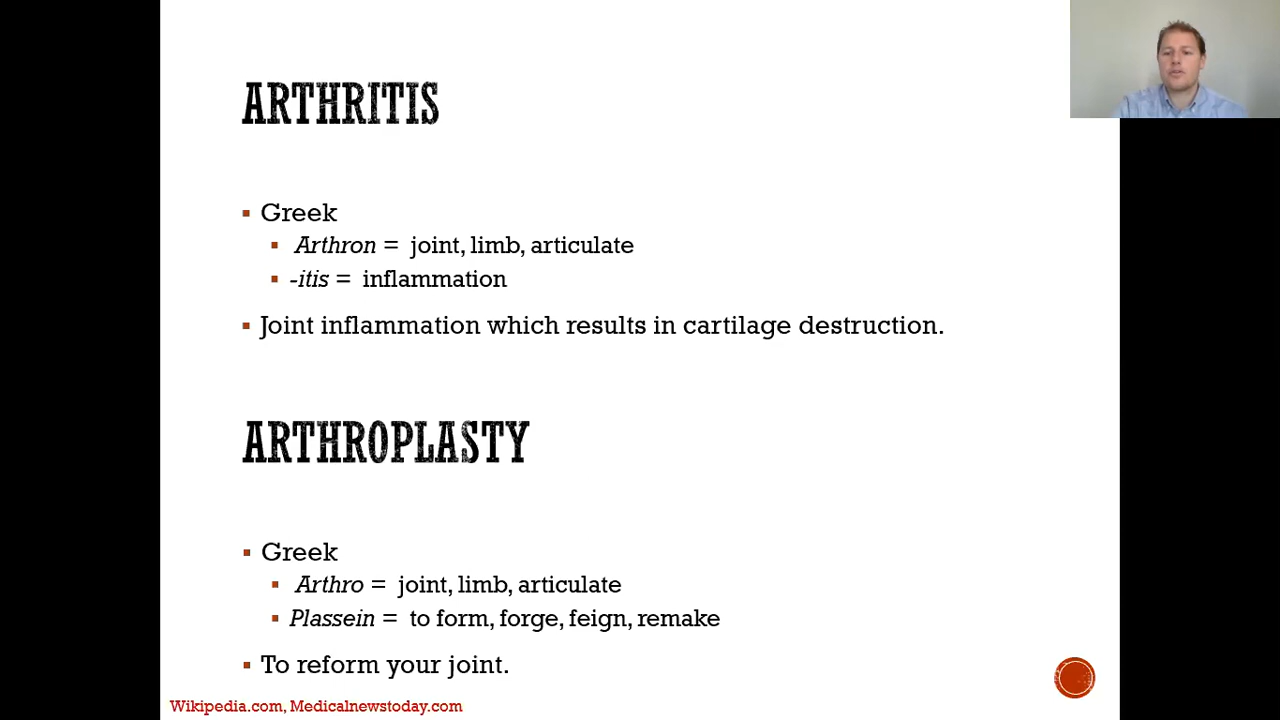 ARTHRITIS
▪ Greek
▪ Arthron = joint, limb, articulate
▪ -itis = inflammation
▪ Joint inflammation which results in cartilage destruction.
ARTHROPLASTY
▪ Greek
▪ Arthro = joint, limb, articulate
▪ Plassein = to form, forge, feign, remake
▪ To reform your joint.
Wikipedia.com, Medicalnewstoday.com